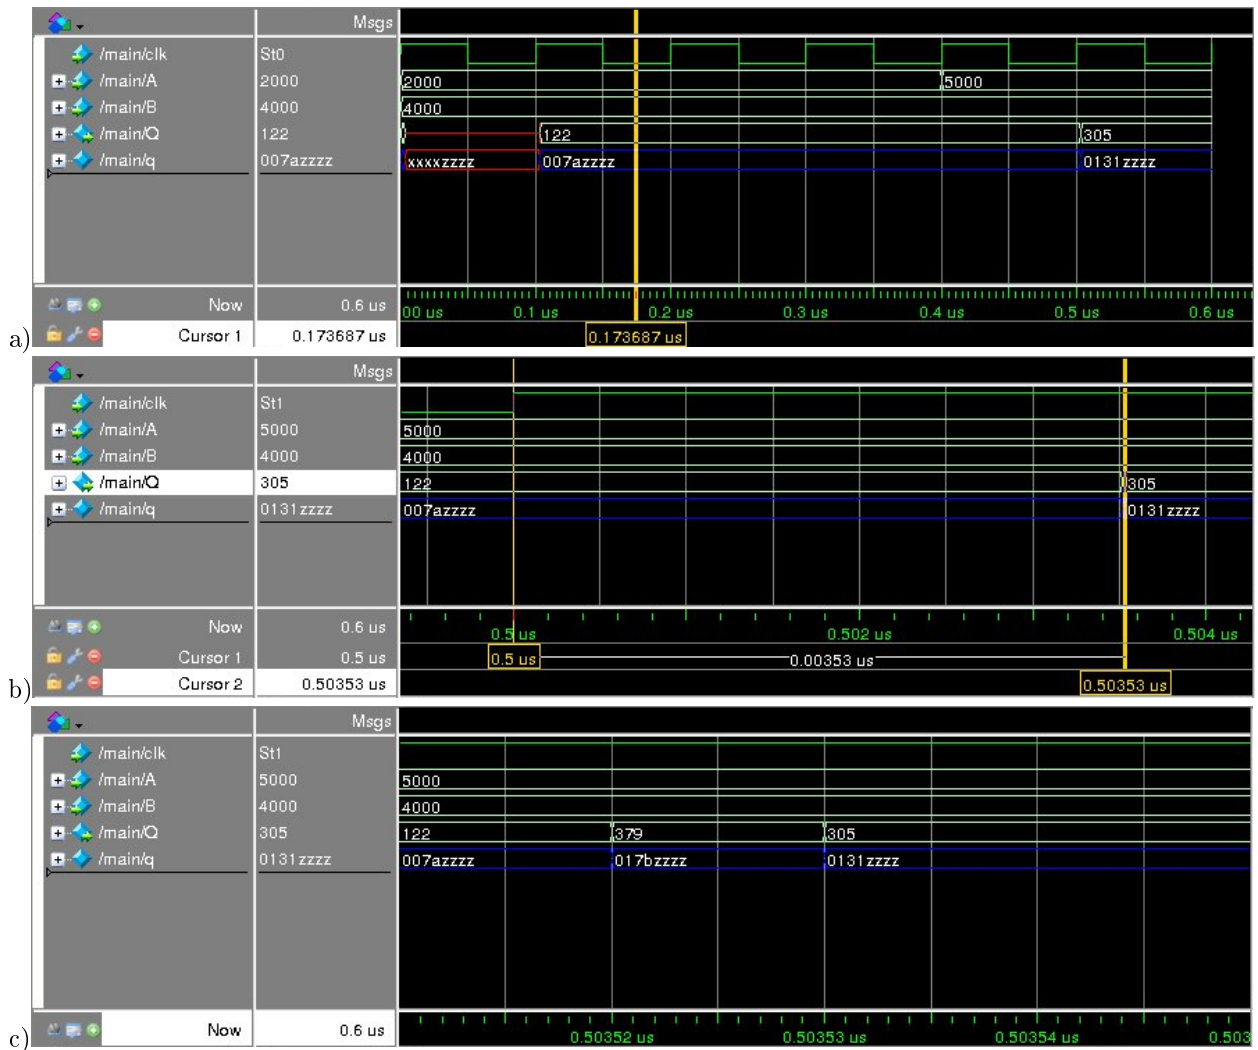 Msgs
/main/clk St0
/main/A 2000 2000 5000
/main/B 4000 4000
/main/Q 122 122 305
/main/q 007azzzz xxxxzzzz 007azzzz 0131zzzz
Now 0.6 us 00 us 0.1 us 0.2 us 0.3 us 0.4 us 0.5 us 0.6 us
a) Cursor 1 0.173687 us 0.173687 us
Msgs
/main/clk St1
/main/A 5000 5000
/main/B 4000 4000
/main/Q 305 122 305
/main/q 0131zzzz 007azzzz 0131zzzz
Now 0.6 us 0.5 us 0.502 us 0.504 us
Cursor 1 0.5 us 0.5 us 0.00353 us
b) Cursor 2 0.50353 us 0.50353 us
Msgs
/main/clk St1
/main/A 5000 5000
/main/B 4000 4000
/main/Q 305 122 379 305
/main/q 0131zzzz 007azzzz 017bzzzz 0131zzzz
c) Now 0.6 us 0.50352 us 0.50353 us 0.50354 us 0.503